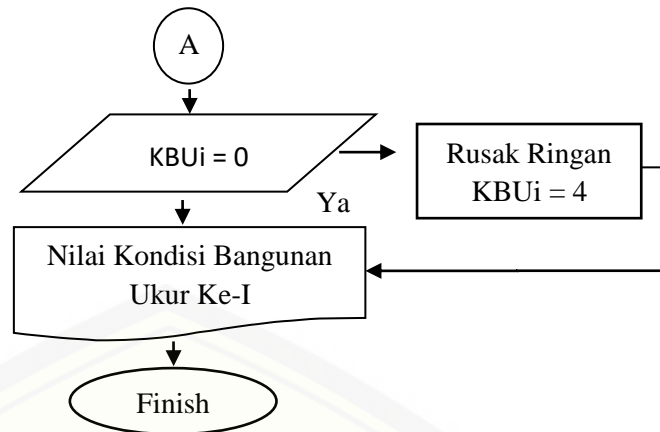 A
KBUi = 0
Rusak Ringan
KBUi = 4
Ya
Nilai Kondisi Bangunan
Ukur Ke-I
Finish